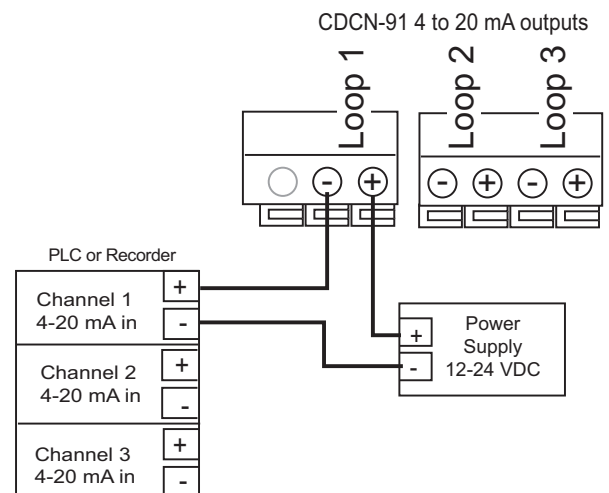 CDCN-91 4 to 20 mA outputs
Loop 1
Loop 2
Loop 3
- +
- + - +
PLC or Recorder
Channel 1
4-20 mA in
+
-
Channel 2
4-20 mA in
+
-
Channel 3
4-20 mA in
+
-
+
-
Power
Supply
12-24 VDC